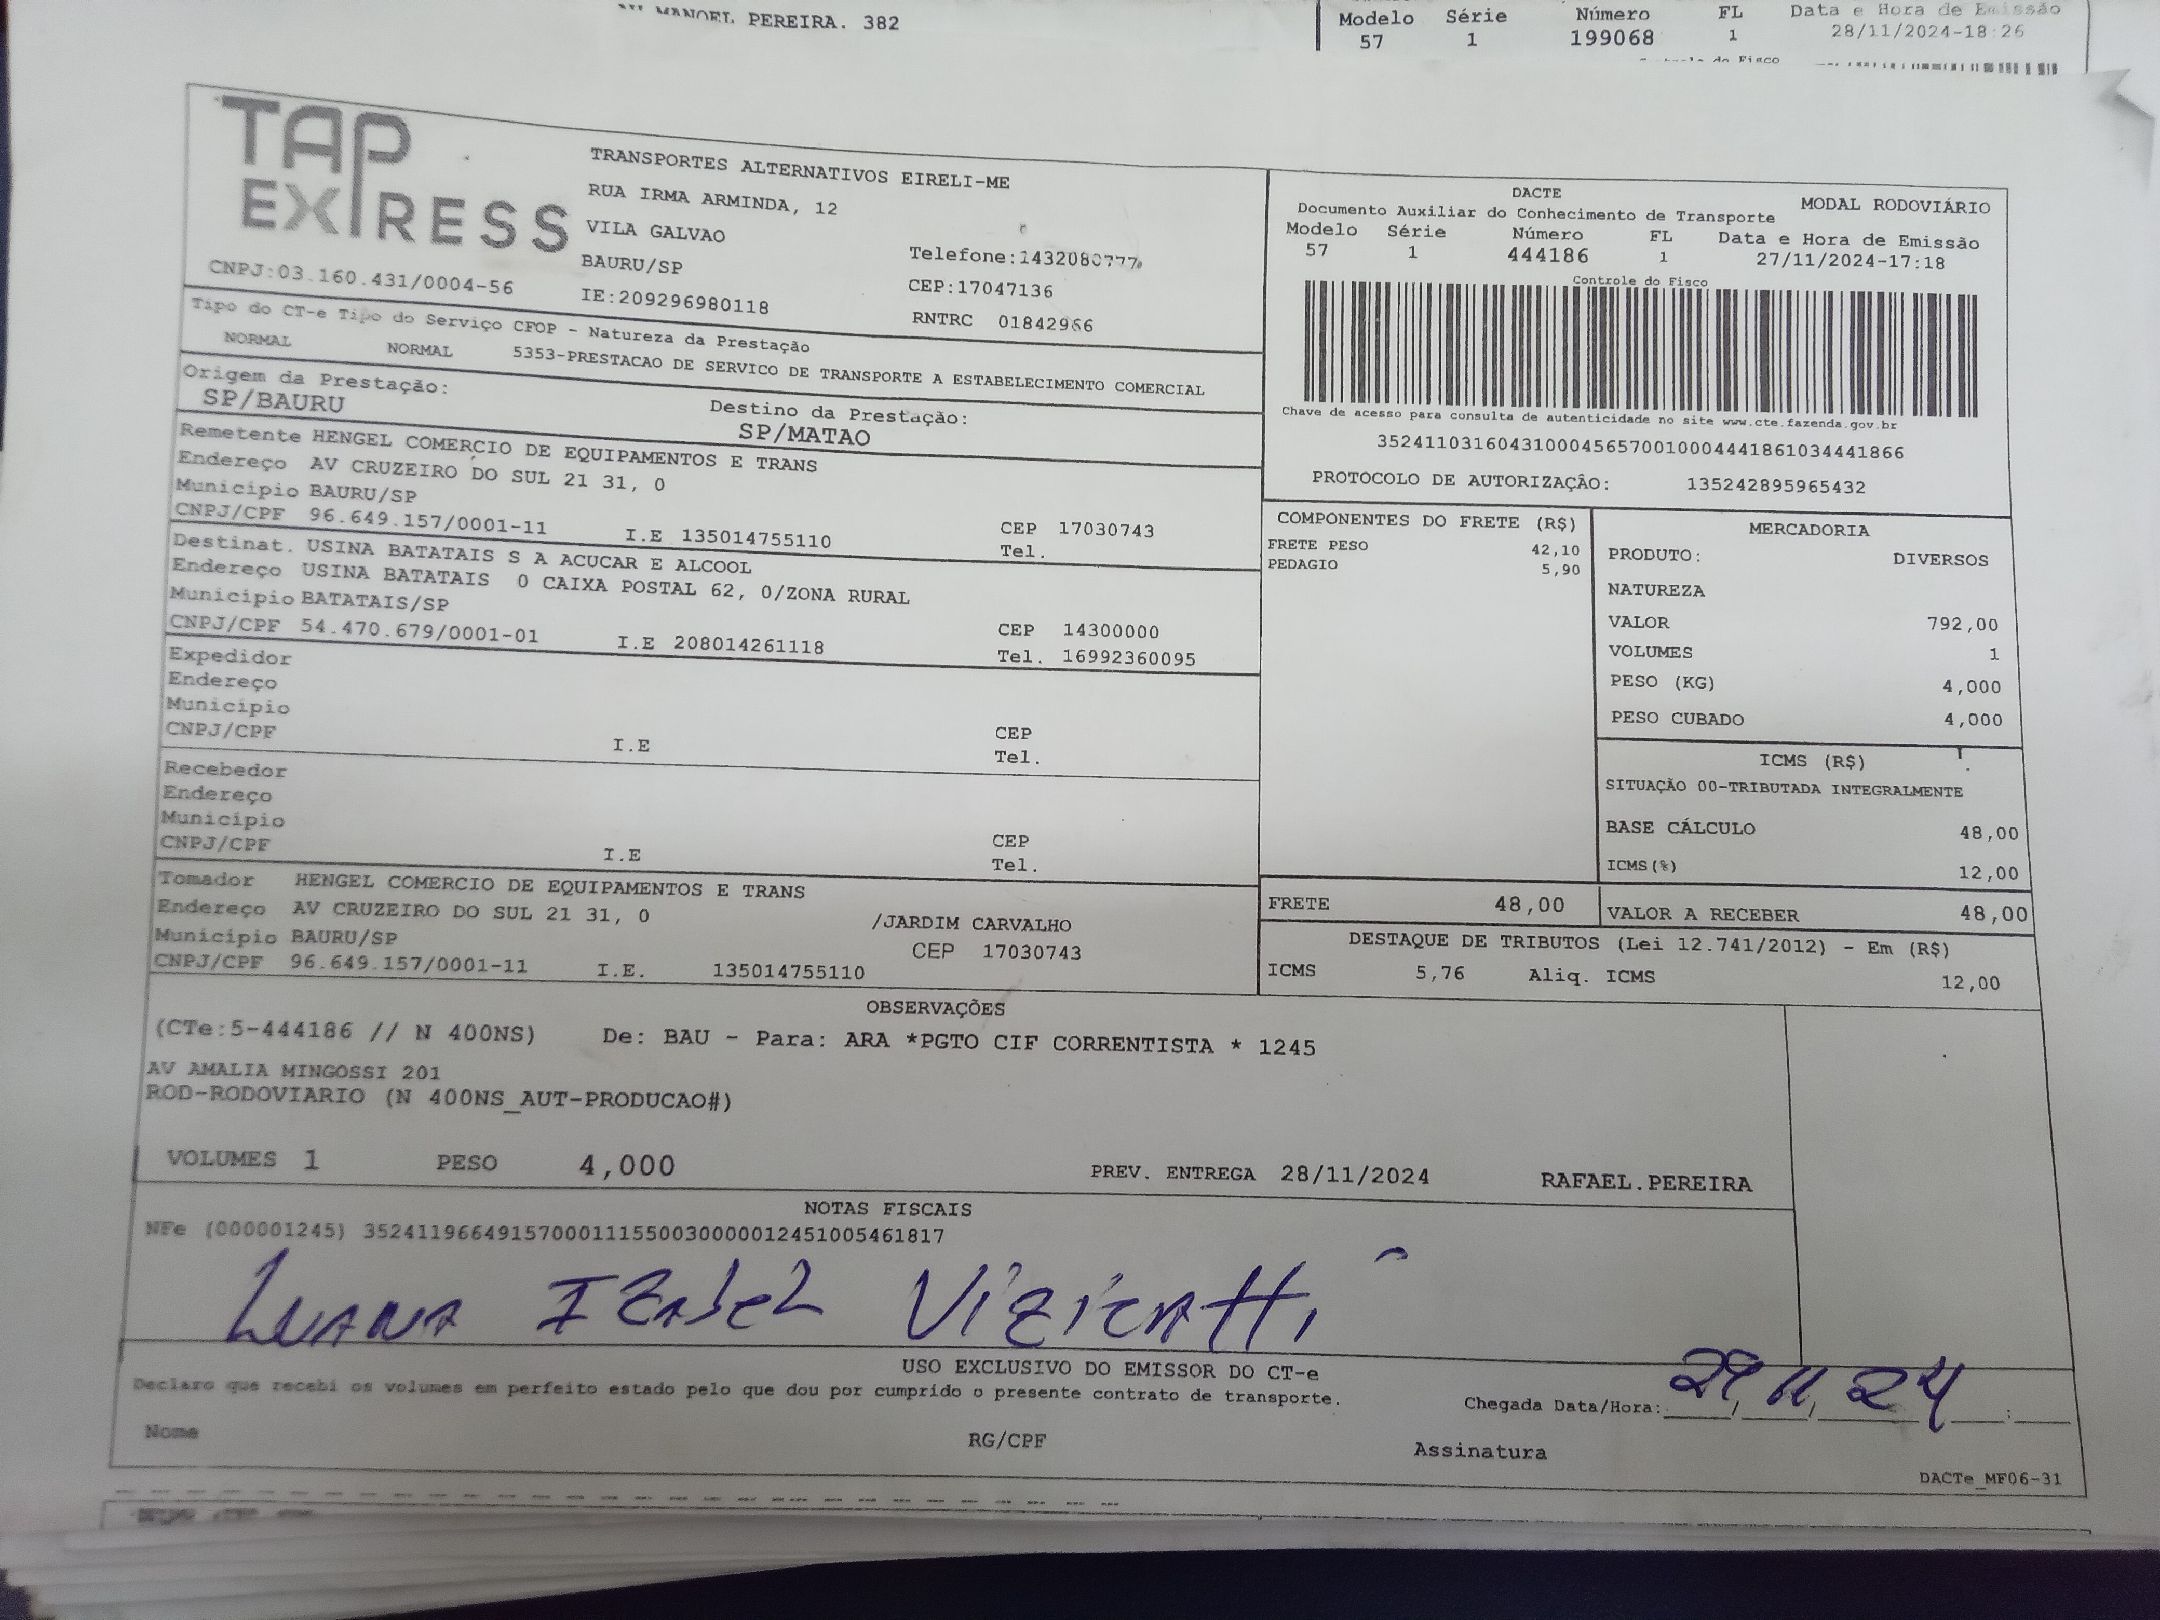 MANOEL PEREIRA. 382
Modelo Série Número FL Data e Hora de Emissão
57 1 199068 1 28/11/2024-18:26
TAP
EXPRESS
TRANSPORTES ALTERNATIVOS EIRELI-ME
RUA IRMA ARMINDA, 12
VILA GALVAO
BAURU/SP Telefone:1432080777
CNPJ:03.160.431/0004-56 IE:209296980118 CEP:17047136
RNTRC 01842966
Tipo do CT-e Tipo do Serviço CFOP - Natureza da Prestação
NORMAL NORMAL 5353-PRESTACAO DE SERVICO DE TRANSPORTE A ESTABELECIMENTO COMERCIAL
Origem da Prestação: Destino da Prestação:
SP/BAURU SP/MATAO
DACTE MODAL RODOVIÁRIO
Documento Auxiliar do Conhecimento de Transporte
Modelo Série Número FL Data e Hora de Emissão
57 1 444186 1 27/11/2024-17:18
Controle do Fisco
Chave de acesso para consulta de autenticidade no site www.cte.fazenda.gov.br
35241103160431000456570010004441861034441866
PROTOCOLO DE AUTORIZAÇÂO: 135242895965432
Remetente HENGEL COMERCIO DE EQUIPAMENTOS E TRANS
Endereço AV CRUZEIRO DO SUL 21 31, 0
Município BAURU/SP CEP 17030743
CNPJ/CPF 96.649.157/0001-11 I.E 135014755110 Tel.
Destinat. USINA BATATAIS S A ACUCAR E ALCOOL
Endereço USINA BATATAIS 0 CAIXA POSTAL 62, 0/ZONA RURAL
Município BATATAIS/SP CEP 14300000
CNPJ/CPF 54.470.679/0001-01 I.E 208014261118 Tel. 16992360095
Expedidor
Endereço
Município CEP
CNPJ/CPF I.E Tel.
Recebedor
Endereço
Município CEP
CNPJ/CPF I.E Tel.
Tomador HENGEL COMERCIO DE EQUIPAMENTOS E TRANS
Endereço AV CRUZEIRO DO SUL 21 31, 0 /JARDIM CARVALHO
Município BAURU/SP CEP 17030743
CNPJ/CPF 96.649.157/0001-11 I.E. 135014755110
COMPONENTES DO FRETE (R$)
FRETE PESO 42,10
PEDAGIO 5,90
MERCADORIA
PRODUTO: DIVERSOS
NATUREZA
VALOR 792,00
VOLUMES 1
PESO (KG) 4,000
PESO CUBADO 4,000
ICMS (R$)
SITUAÇÃO 00-TRIBUTADA INTEGRALMENTE
BASE CÁLCULO 48,00
ICMS(%) 12,00
FRETE 48,00 VALOR A RECEBER 48,00
DESTAQUE DE TRIBUTOS (Lei 12.741/2012) - Em (R$)
ICMS 5,76 Aliq. ICMS 12,00
OBSERVAÇÕES
(CTe:5-444186 // N 400NS) De: BAU - Para: ARA *PGTO CIF CORRENTISTA * 1245
AV AMALIA MINGOSSI 201
ROD-RODOVIARIO (N 400NS_AUT-PRODUCAO#)
VOLUMES 1 PESO 4,000 PREV. ENTREGA 28/11/2024 RAFAEL.PEREIRA
NOTAS FISCAIS
NFe (000001245) 35241196649157000111550030000012451005461817
Luana Izabel Vizicatti
USO EXCLUSIVO DO EMISSOR DO CT-e
Declaro que recebi os volumes em perfeito estado pelo que dou por cumprido o presente contrato de transporte.
Chegada Data/Hora: 29/11/24 :
Nome RG/CPF Assinatura
DACTe_MF06-31